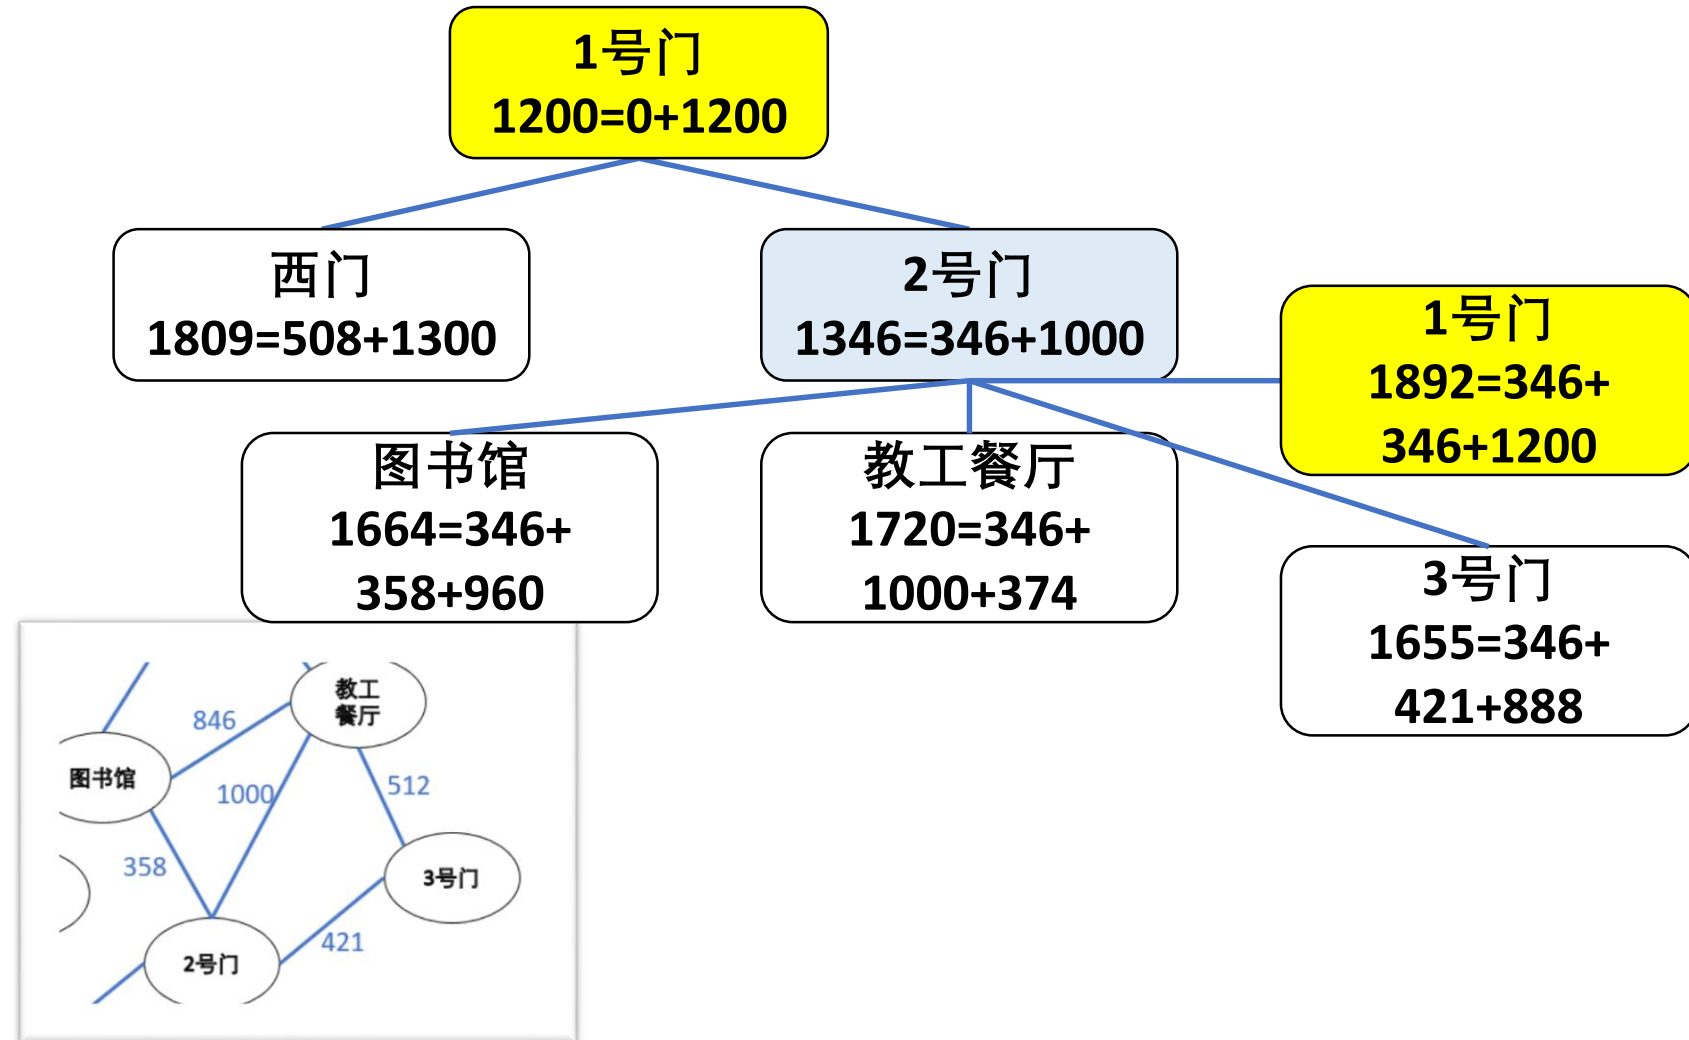 1号门
1200=0+1200
西门
1809=508+1300
2号门
1346=346+1000
1号门
1892=346+
346+1200
图书馆
1664=346+
358+960
教工餐厅
1720=346+
1000+374
3号门
1655=346+
421+888
教工
餐厅
846
图书馆
1000
512
358
3号门
421
2号门